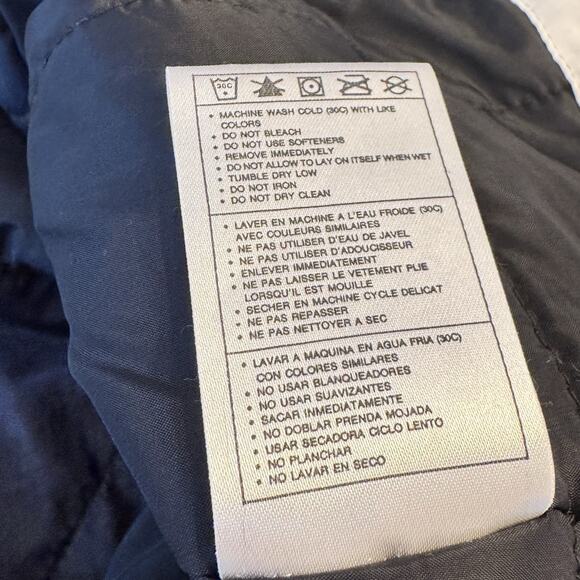 30C
• MACHINE WASH COLD (30C) WITH LIKE
COLORS
• DO NOT BLEACH
• DO NOT USE SOFTENERS
• REMOVE IMMEDIATELY
• DO NOT ALLOW TO LAY ON ITSELF WHEN WET
• TUMBLE DRY LOW
• DO NOT IRON
• DO NOT DRY CLEAN
• LAVER EN MACHINE A L'EAU FROIDE (30C)
AVEC COULEURS SIMILAIRES
• NE PAS UTILISER D'EAU DE JAVEL
• NE PAS UTILISER D'ADOUCISSEUR
• ENLEVER IMMEDIATEMENT
• NE PAS LAISSER LE VETEMENT PLIE
LORSQU'IL EST MOUILLE
• SECHER EN MACHINE CYCLE DELICAT
• NE PAS REPASSER
• NE PAS NETTOYER A SEC
• LAVAR A MAQUINA EN AGUA FRIA (30C)
CON COLORES SIMILARES
• NO USAR BLANQUEADORES
• NO USAR SUAVIZANTES
• SACAR INMEDIATAMENTE
• NO DOBLAR PRENDA MOJADA
• USAR SECADORA CICLO LENTO
• NO PLANCHAR
• NO LAVAR EN SECO